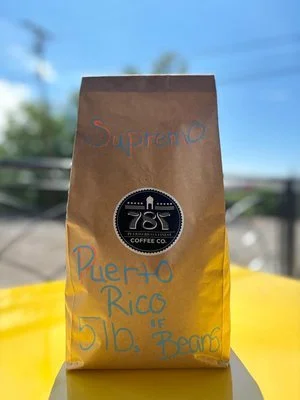 Supremo
787
COFFEE CO.
Puerto
Rico
5lb. of Beans